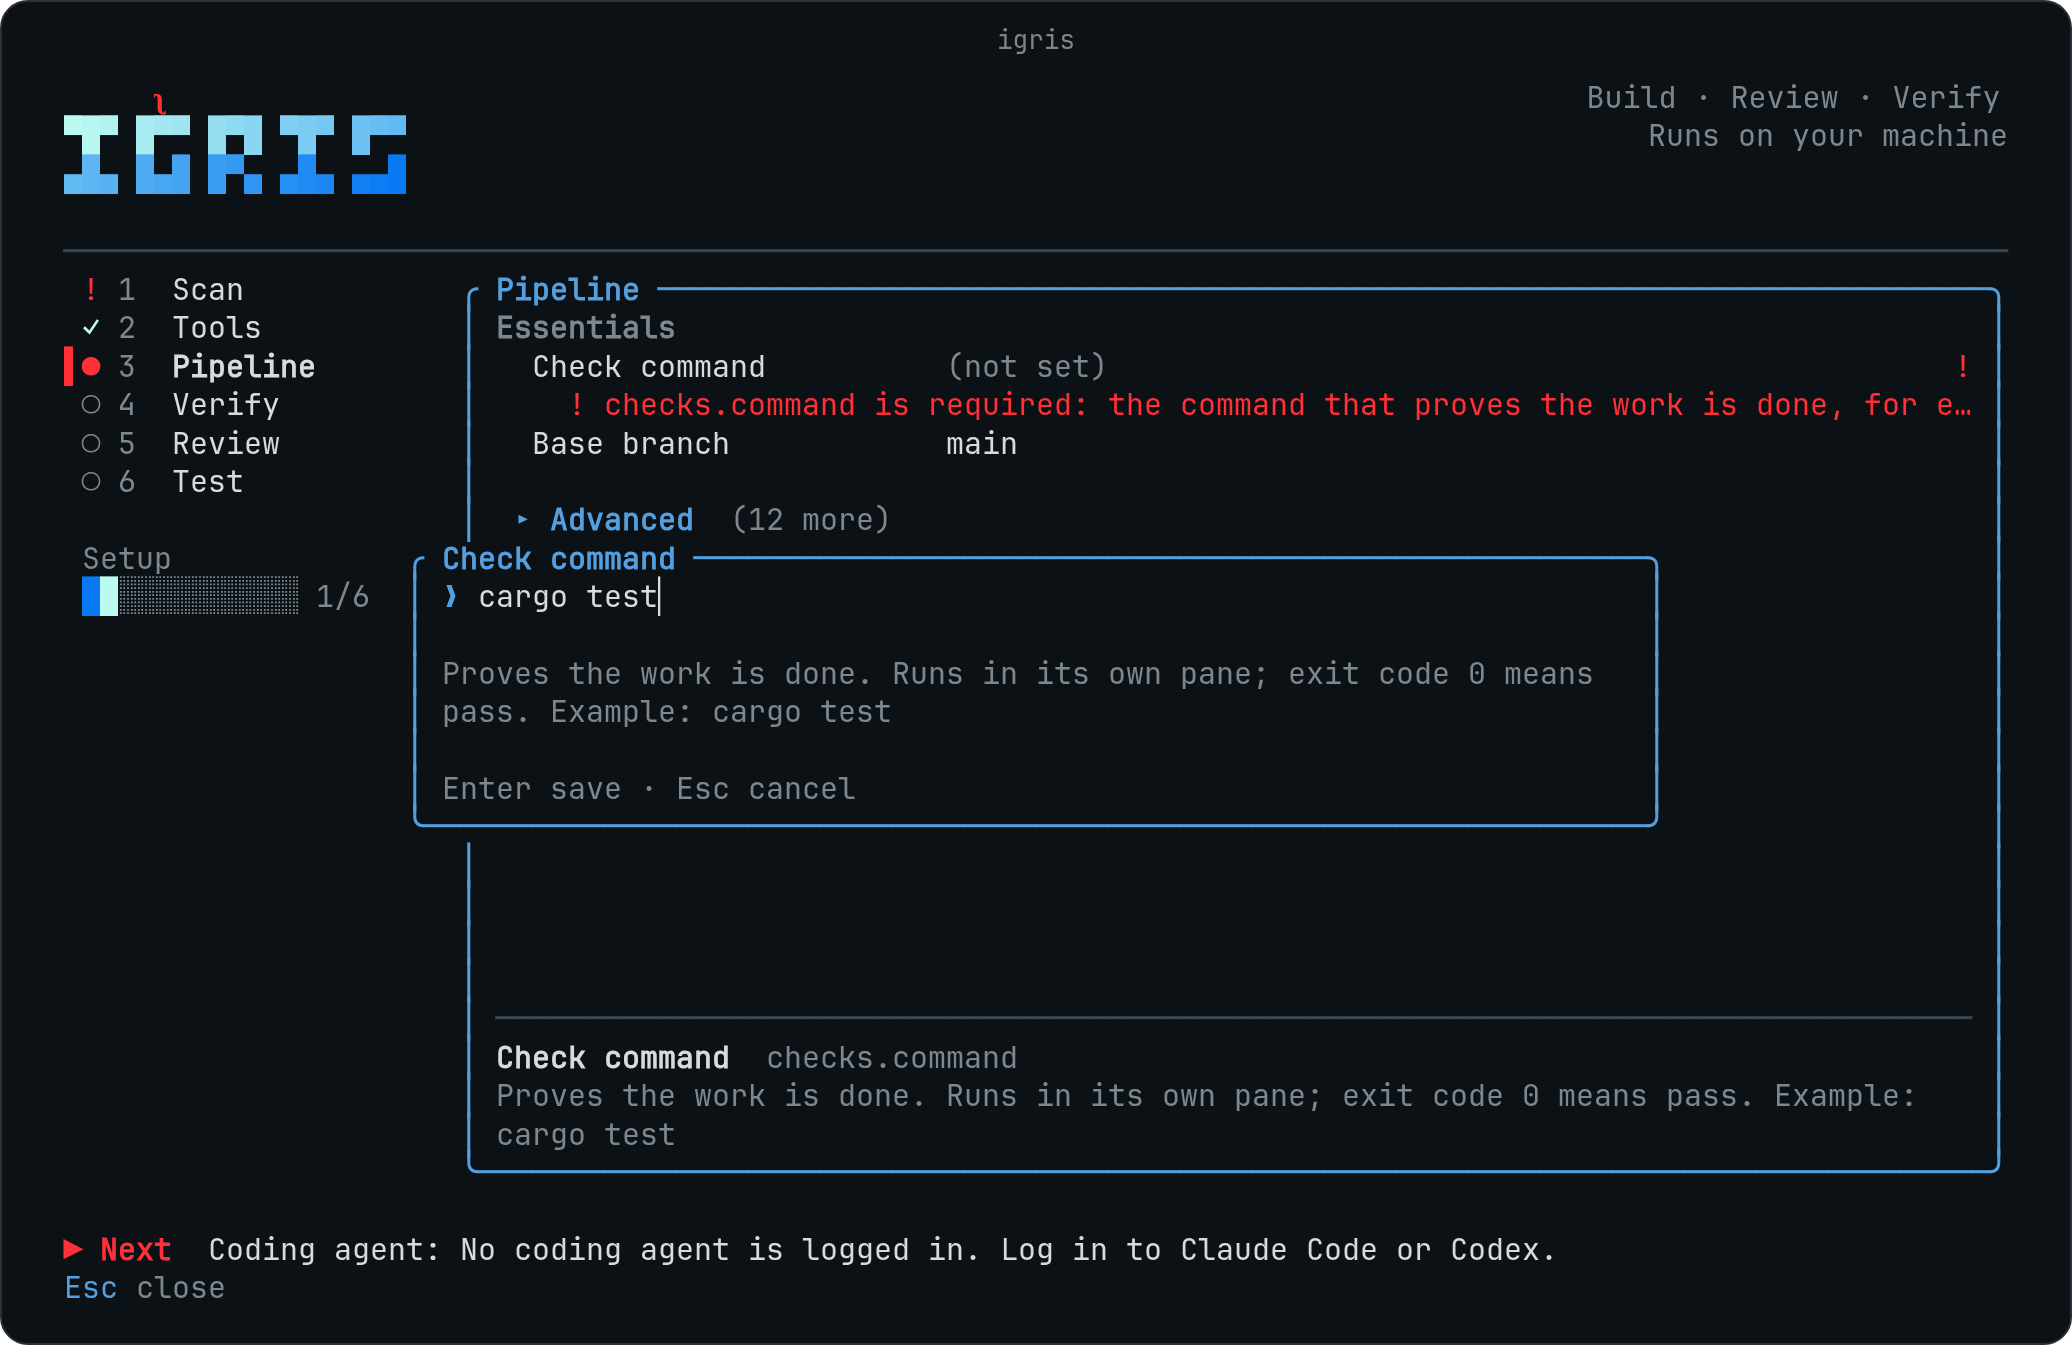 igris
IGRIS
Build · Review · Verify
Runs on your machine
! 1 Scan
✓ 2 Tools
● 3 Pipeline
○ 4 Verify
○ 5 Review
○ 6 Test
Setup
1/6
Pipeline
Essentials
Check command (not set) !
! checks.command is required: the command that proves the work is done, for e…
Base branch main
▸ Advanced (12 more)
Check command
❯ cargo test
Proves the work is done. Runs in its own pane; exit code 0 means
pass. Example: cargo test
Enter save · Esc cancel
Check command checks.command
Proves the work is done. Runs in its own pane; exit code 0 means pass. Example:
cargo test
▶ Next Coding agent: No coding agent is logged in. Log in to Claude Code or Codex.
Esc close